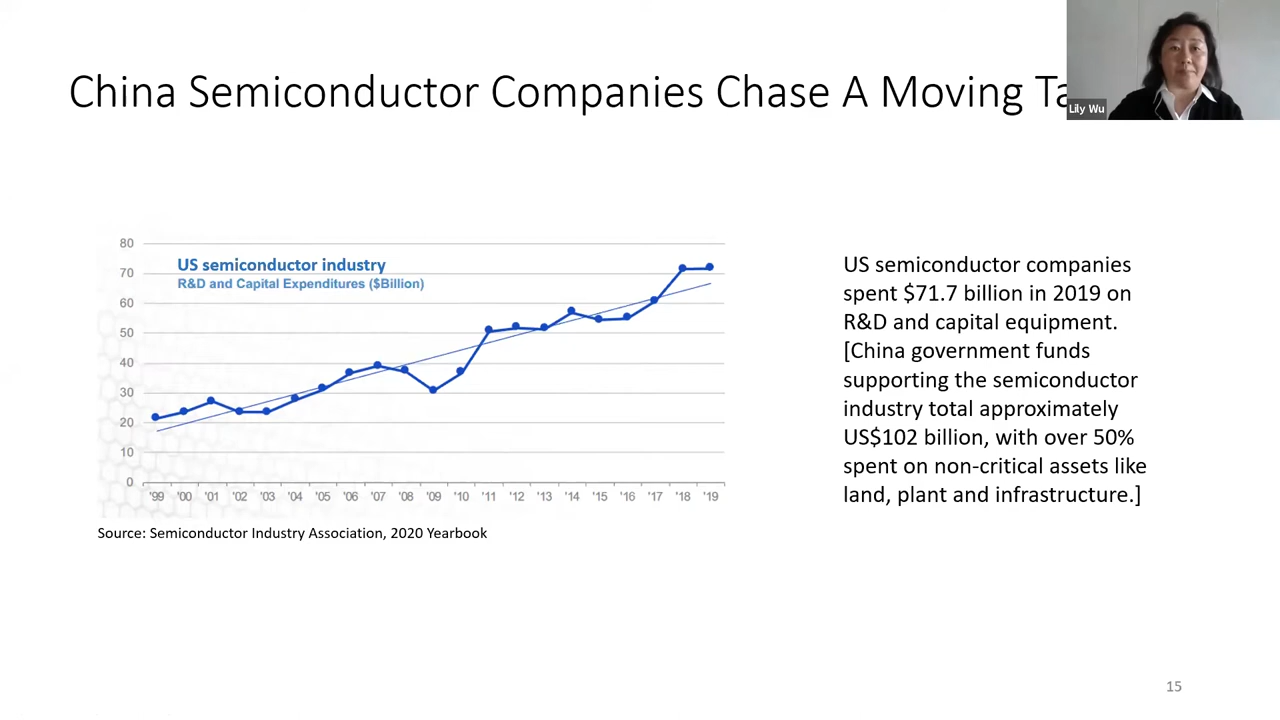 China Semiconductor Companies Chase A Moving
Lily Wu
80
70
60
50
40
30
20
10
0
US semiconductor industry
R&D and Capital Expenditures ($Billion)
'99 '00 '01 '02 '03 '04 '05 '06 '07 '08 '09 '10 '11 '12 '13 '14 '15 '16 '17 '18 '19
Source: Semiconductor Industry Association, 2020 Yearbook
US semiconductor companies
spent $71.7 billion in 2019 on
R&D and capital equipment.
[China government funds
supporting the semiconductor
industry total approximately
US$102 billion, with over 50%
spent on non-critical assets like
land, plant and infrastructure.]
15